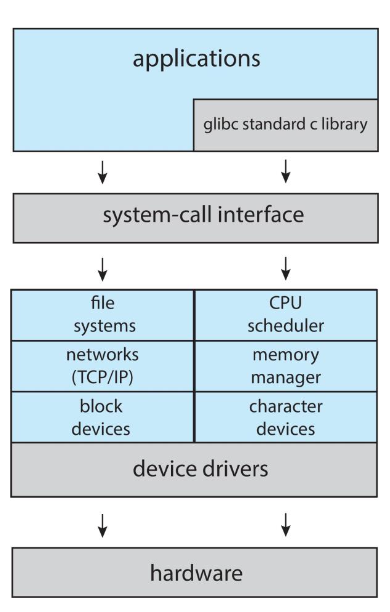 applications
glibc standard c library
system-call interface
file
systems
CPU
scheduler
networks
(TCP/IP)
memory
manager
block
devices
character
devices
device drivers
hardware